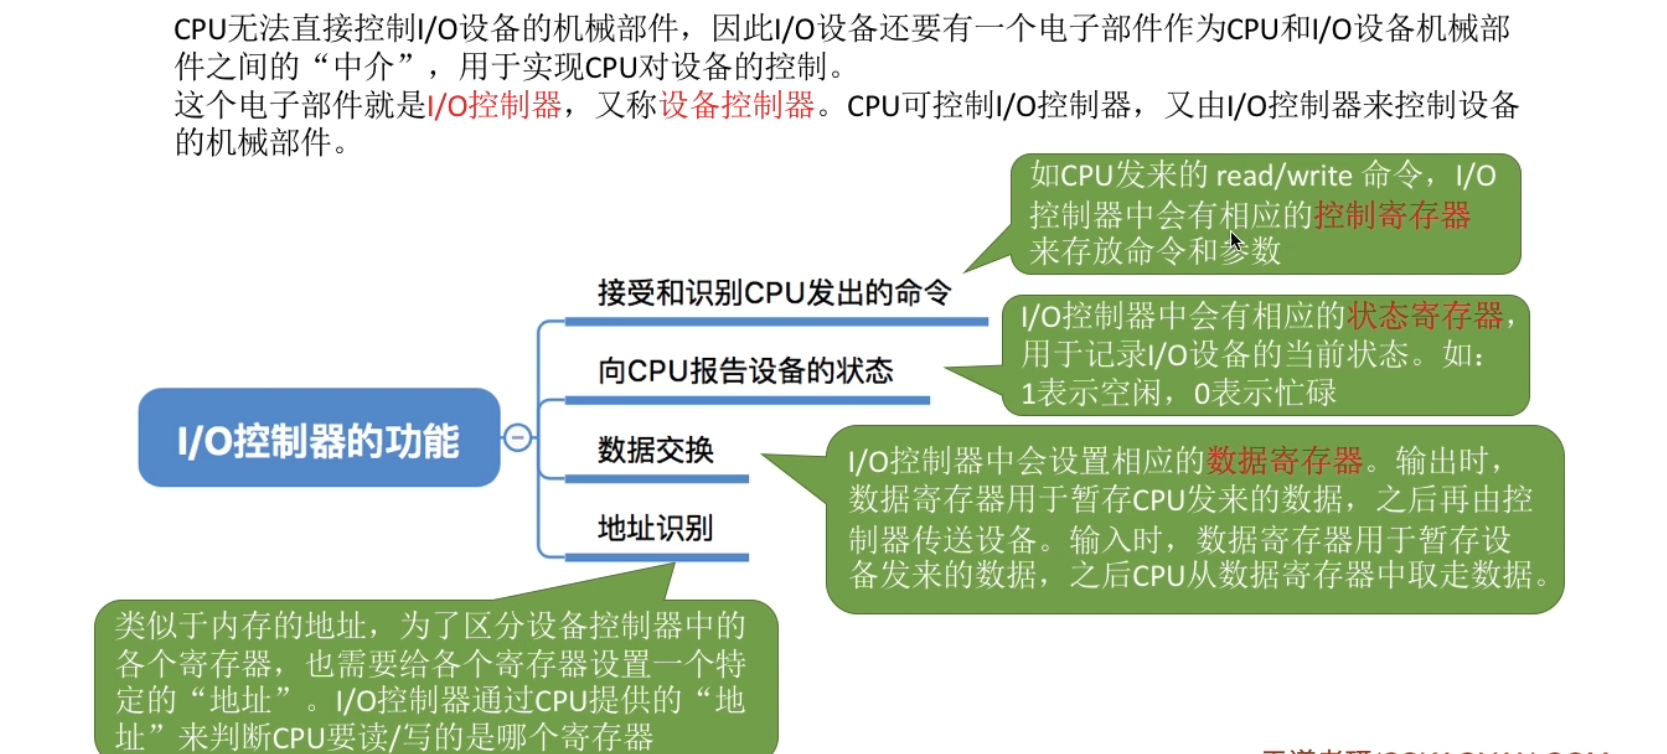 CPU无法直接控制I/O设备的机械部件，因此I/O设备还要有一个电子部件作为CPU和I/O设备机械部
件之间的“中介”，用于实现CPU对设备的控制。
这个电子部件就是I/O控制器，又称设备控制器。CPU可控制I/O控制器，又由I/O控制器来控制设备
的机械部件。
如CPU发来的 read/write 命令，I/O
控制器中会有相应的控制寄存器
来存放命令和参数
接受和识别CPU发出的命令
I/O控制器中会有相应的状态寄存器，
用于记录I/O设备的当前状态。如：
1表示空闲，0表示忙碌
向CPU报告设备的状态
I/O控制器的功能
数据交换
I/O控制器中会设置相应的数据寄存器。输出时，
数据寄存器用于暂存CPU发来的数据，之后再由控
制器传送设备。输入时，数据寄存器用于暂存设
备发来的数据，之后CPU从数据寄存器中取走数据。
地址识别
类似于内存的地址，为了区分设备控制器中的
各个寄存器，也需要给各个寄存器设置一个特
定的“地址”。I/O控制器通过CPU提供的“地
址”来判断CPU要读/写的是哪个寄存器